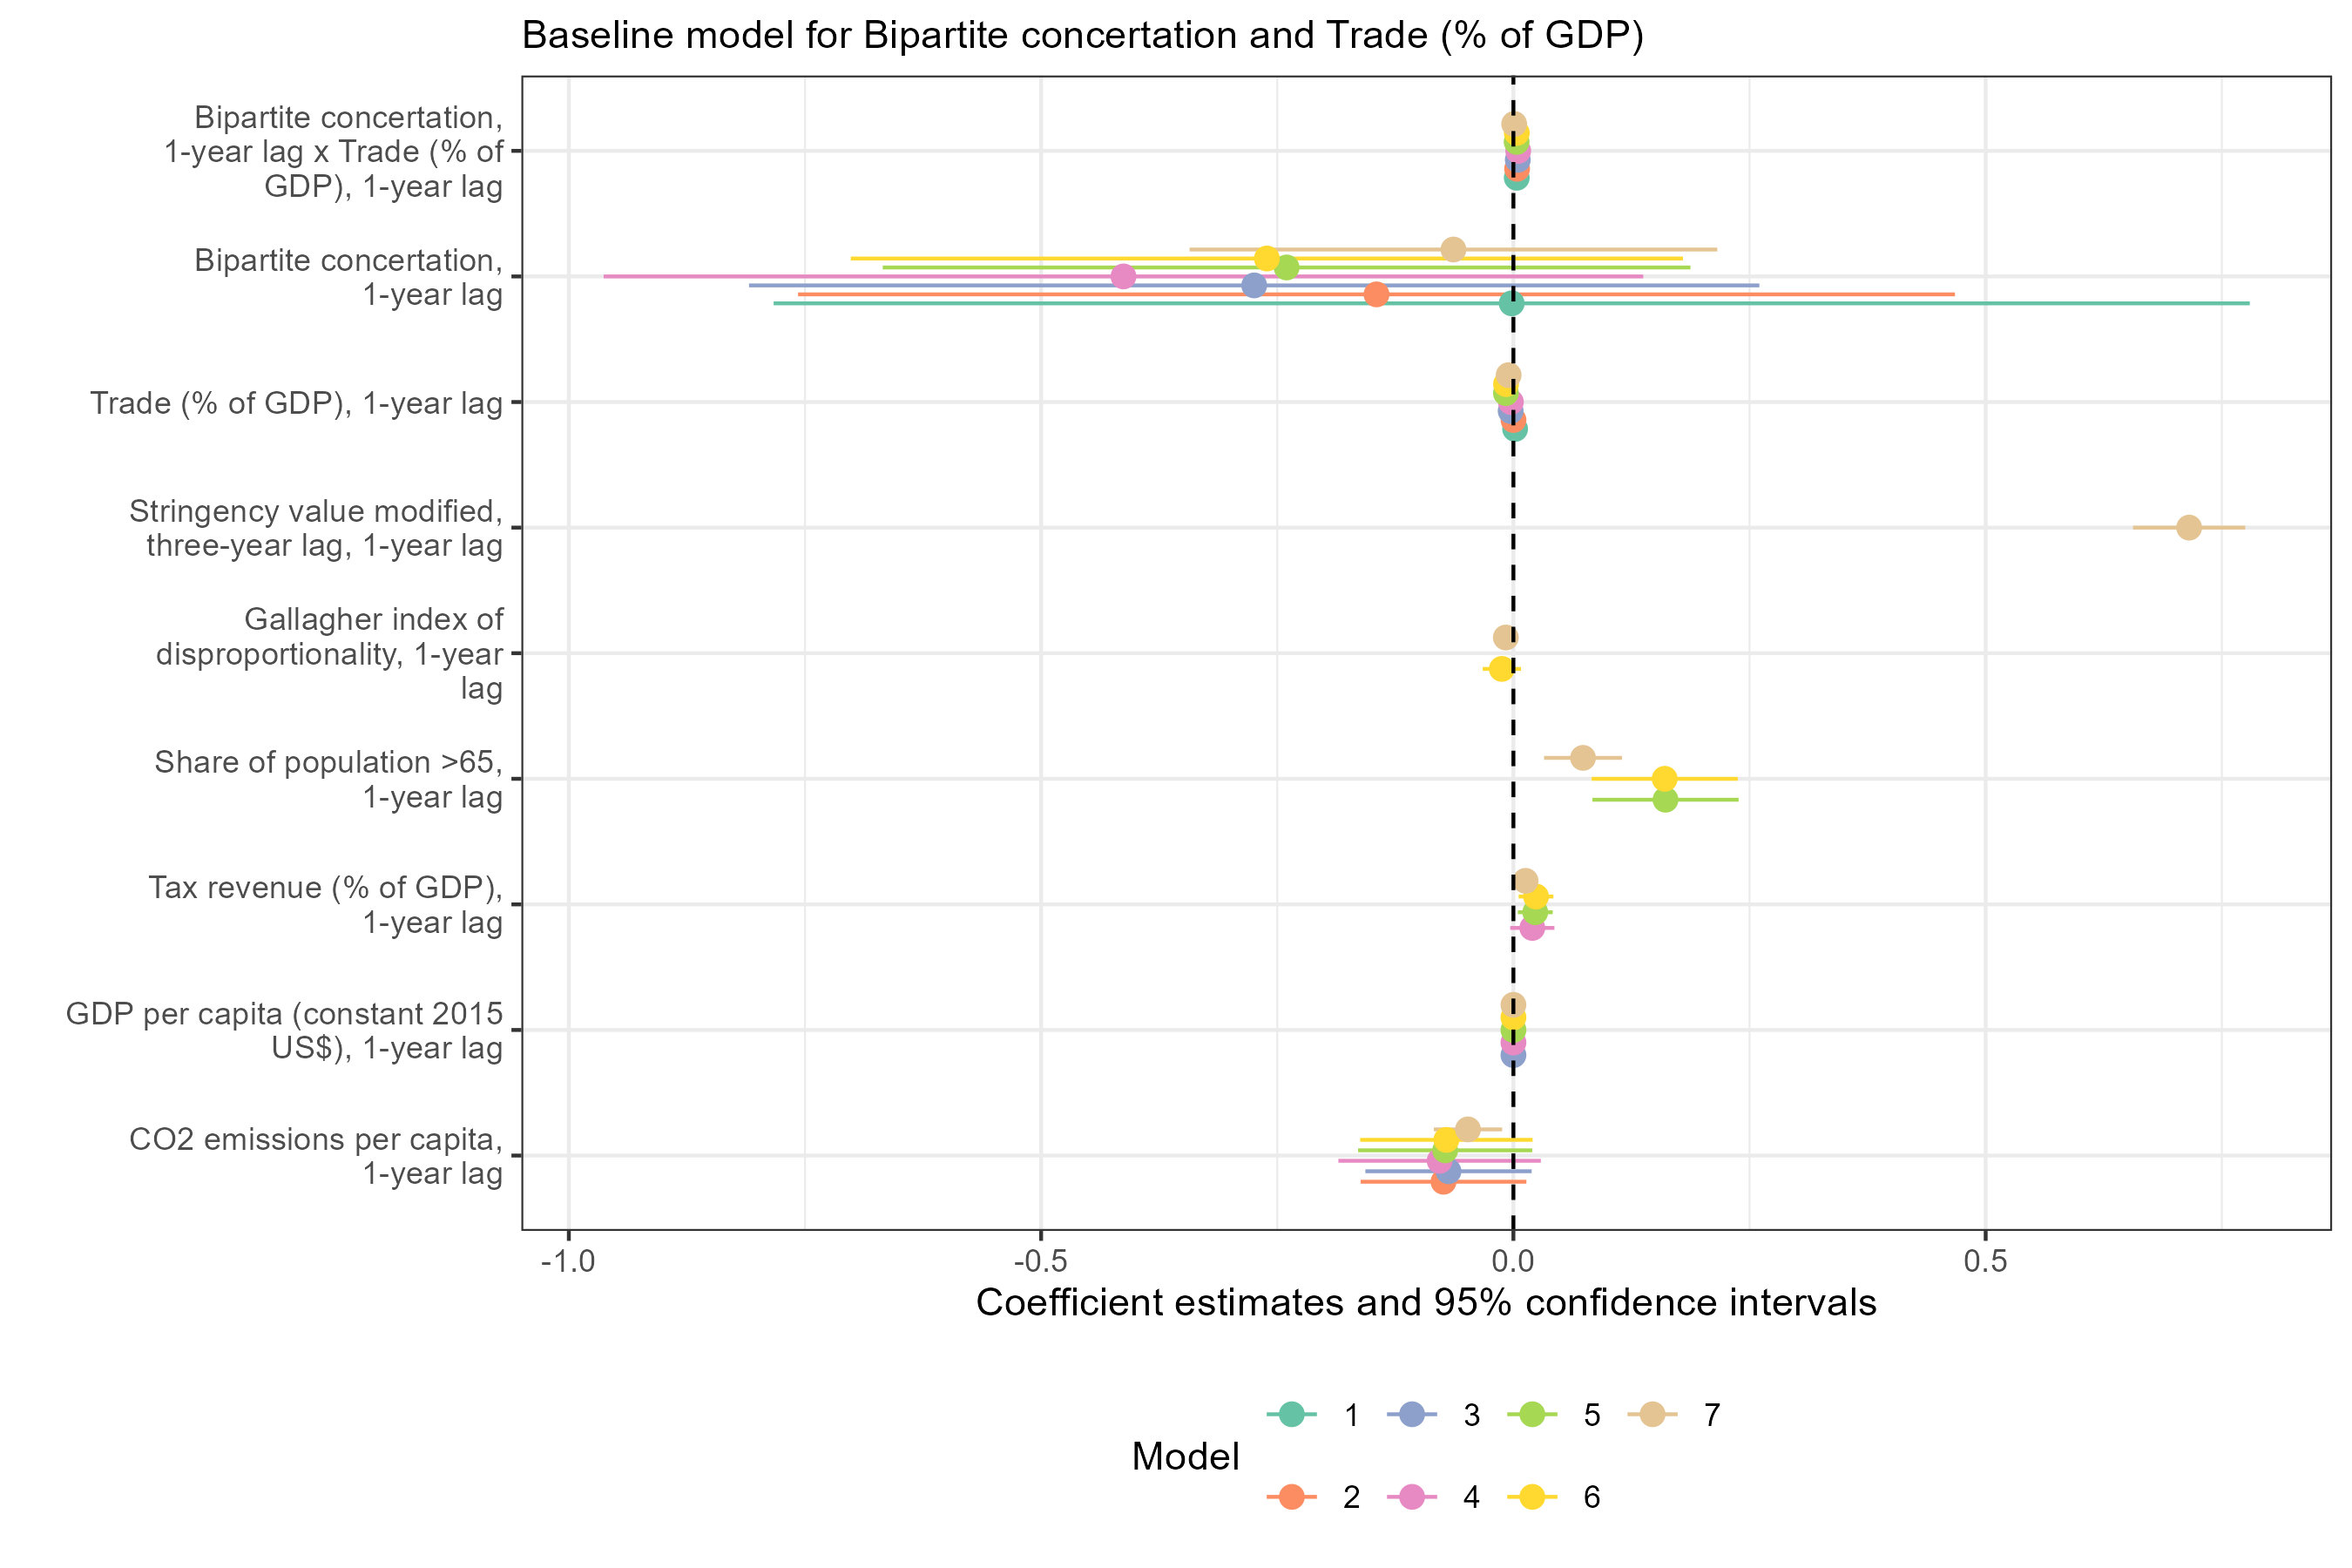 Baseline model for Bipartite concertation and Trade (% of GDP)
Bipartite concertation,
1-year lag x Trade (% of
GDP), 1-year lag
Bipartite concertation,
1-year lag
Trade (% of GDP), 1-year lag
Stringency value modified,
three-year lag, 1-year lag
Gallagher index of
disproportionality, 1-year
lag
Share of population >65,
1-year lag
Tax revenue (% of GDP),
1-year lag
GDP per capita (constant 2015
US$), 1-year lag
CO2 emissions per capita,
1-year lag
-1.0 -0.5 0.0 0.5
Coefficient estimates and 95% confidence intervals
Model
1 3 5 7
2 4 6